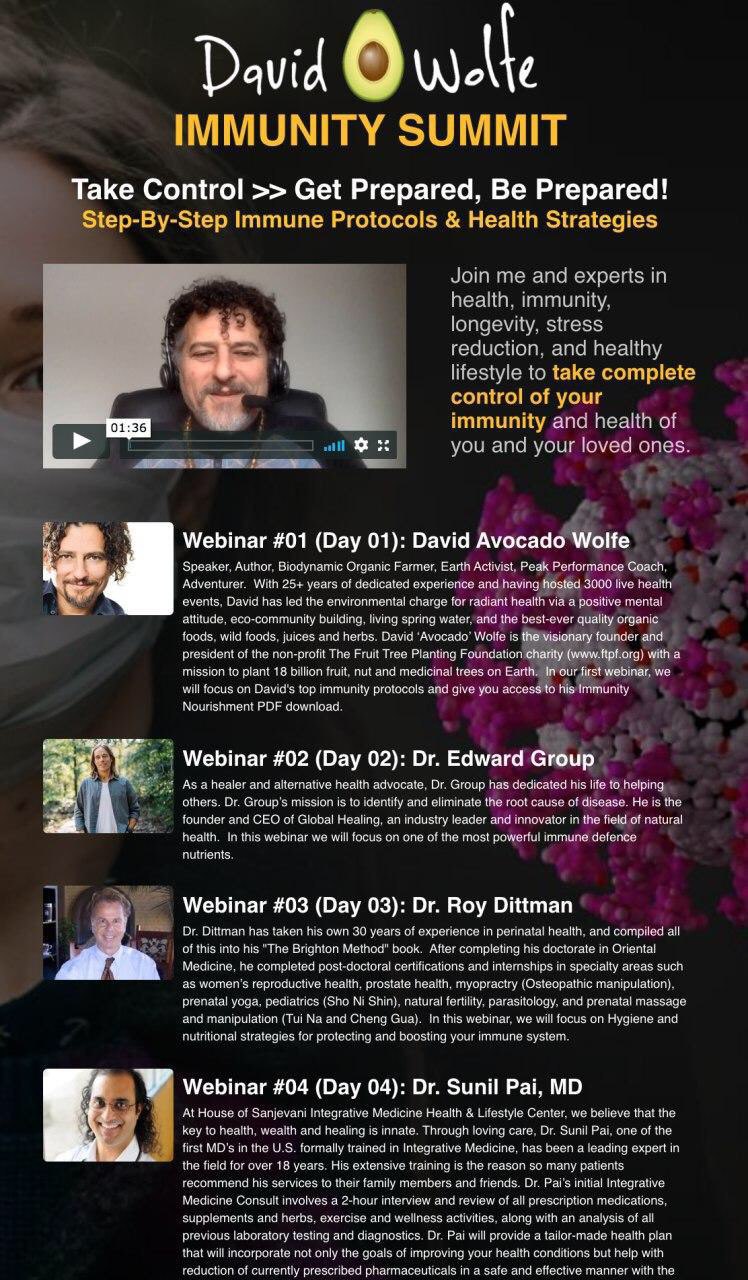 David Wolfe
IMMUNITY SUMMIT
Take Control >> Get Prepared, Be Prepared!
Step-By-Step Immune Protocols & Health Strategies
Join me and experts in
health, immunity,
longevity, stress
reduction, and healthy
lifestyle to take complete
control of your
immunity and health of
you and your loved ones.
01:36
Webinar #01 (Day 01): David Avocado Wolfe
Speaker, Author, Biodynamic Organic Farmer, Earth Activist, Peak Performance Coach,
Adventurer. With 25+ years of dedicated experience and having hosted 3000 live health
events, David has led the environmental charge for radiant health via a positive mental
attitude, eco-community building, living spring water, and the best-ever quality organic
foods, wild foods, juices and herbs. David ‘Avocado’ Wolfe is the visionary founder and
president of the non-profit The Fruit Tree Planting Foundation charity (www.ftpf.org) with a
mission to plant 18 billion fruit, nut and medicinal trees on Earth. In our first webinar, we
will focus on David's top immunity protocols and give you access to his Immunity
Nourishment PDF download.
Webinar #02 (Day 02): Dr. Edward Group
As a healer and alternative health advocate, Dr. Group has dedicated his life to helping
others. Dr. Group’s mission is to identify and eliminate the root cause of disease. He is the
founder and CEO of Global Healing, an industry leader and innovator in the field of natural
health. In this webinar we will focus on one of the most powerful immune defence
nutrients.
Webinar #03 (Day 03): Dr. Roy Dittman
Dr. Dittman has taken his own 30 years of experience in perinatal health, and compiled all
of this into his "The Brighton Method" book. After completing his doctorate in Oriental
Medicine, he completed post-doctoral certifications and internships in specialty areas such
as women’s reproductive health, prostate health, myopractry (Osteopathic manipulation),
prenatal yoga, pediatrics (Sho Ni Shin), natural fertility, parasitology, and prenatal massage
and manipulation (Tui Na and Cheng Gua). In this webinar, we will focus on Hygiene and
nutritional strategies for protecting and boosting your immune system.
Webinar #04 (Day 04): Dr. Sunil Pai, MD
At House of Sanjevani Integrative Medicine Health & Lifestyle Center, we believe that the
key to health, wealth and healing is innate. Through loving care, Dr. Sunil Pai, one of the
first MD’s in the U.S. formally trained in Integrative Medicine, has been a leading expert in
the field for over 18 years. His extensive training is the reason so many patients
recommend his services to their family members and friends. Dr. Pai’s initial Integrative
Medicine Consult involves a 2-hour interview and review of all prescription medications,
supplements and herbs, exercise and wellness activities, along with an analysis of all
previous laboratory testing and diagnostics. Dr. Pai will provide a tailor-made health plan
that will incorporate not only the goals of improving your health conditions but help with
reduction of currently prescribed pharmaceuticals in a safe and effective manner with the